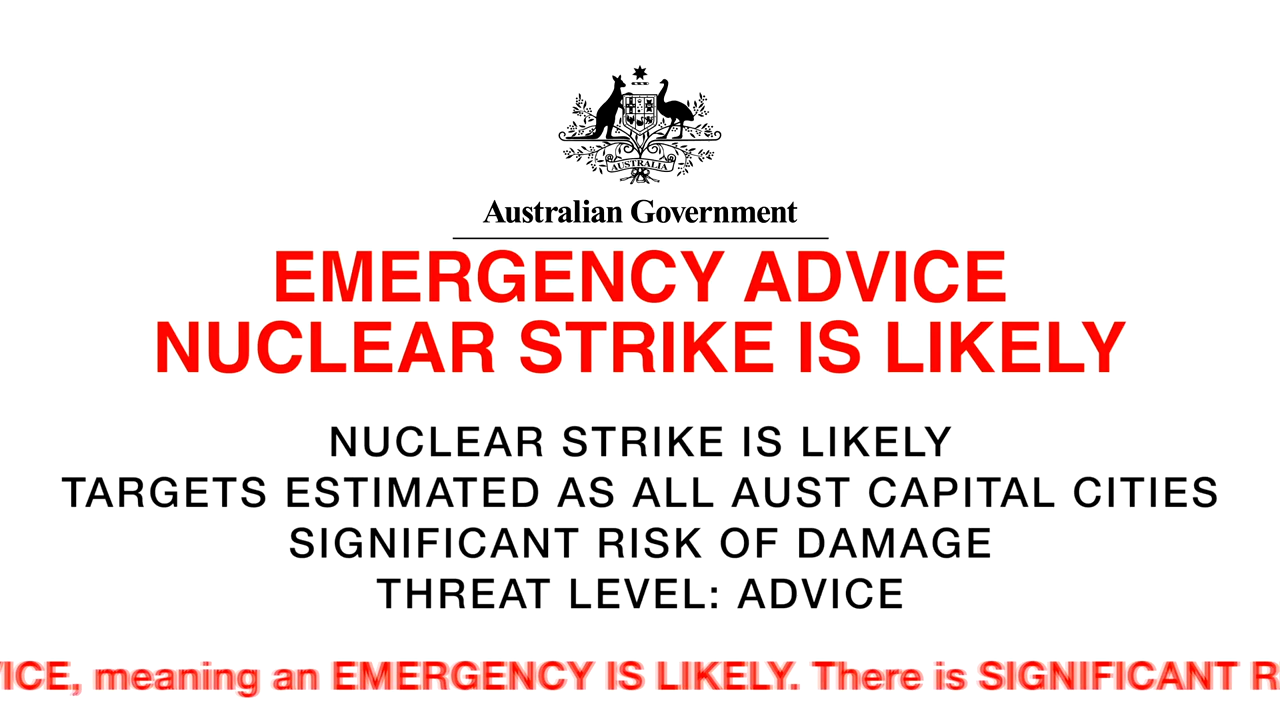 AUSTRALIA
Australian Government
EMERGENCY ADVICE
NUCLEAR STRIKE IS LIKELY
NUCLEAR STRIKE IS LIKELY
TARGETS ESTIMATED AS ALL AUST CAPITAL CITIES
SIGNIFICANT RISK OF DAMAGE
THREAT LEVEL: ADVICE
VICE, meaning an EMERGENCY IS LIKELY. There is SIGNIFICANT R